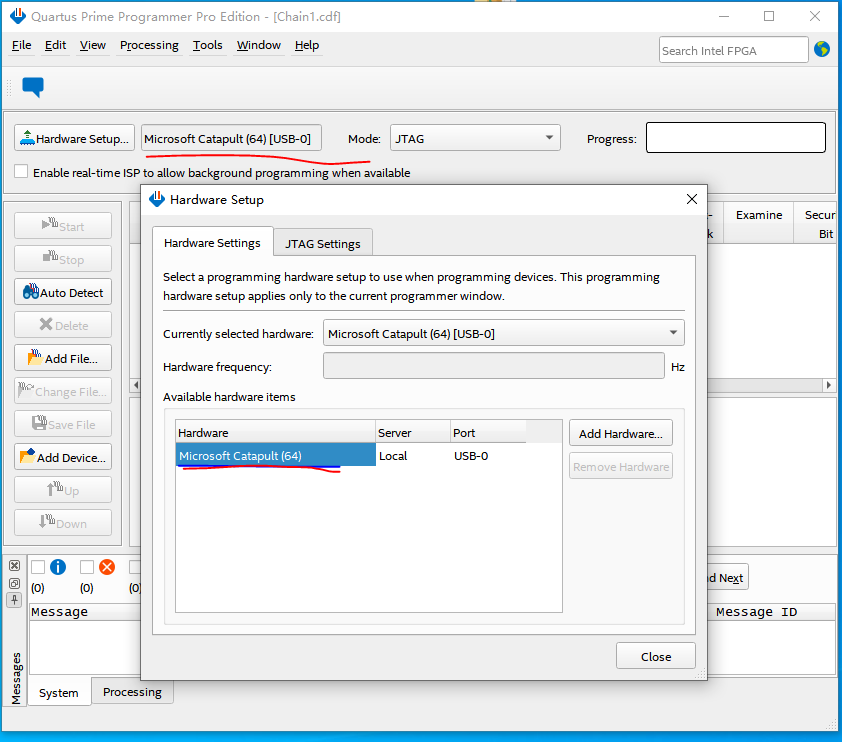 Quartus Prime Programmer Pro Edition - [Chain1.cdf]
File Edit View Processing Tools Window Help
Search Intel FPGA
Hardware Setup... Microsoft Catapult (64) [USB-0] Mode: JTAG Progress:
Enable real-time ISP to allow background programming when available
Start
Stop
Auto Detect
Delete
Add File...
Change File...
Save File
Add Device...
Up
Down
Examine
Secur
Bit
Hardware Setup
Hardware Settings JTAG Settings
Select a programming hardware setup to use when programming devices. This programming
hardware setup applies only to the current programmer window.
Currently selected hardware: Microsoft Catapult (64) [USB-0]
Hardware frequency: Hz
Available hardware items
Hardware Server Port
Microsoft Catapult (64) Local USB-0
Add Hardware...
Remove Hardware
Close
(0) (0) (0)
Next
Message Message ID
Messages
System Processing